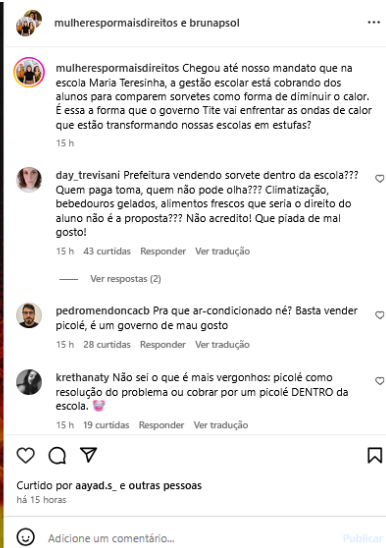 mulherespormaisdireitos e brunapsol
mulherespormaisdireitos Chegou até nosso mandato que na
escola Maria Teresinha, a gestão escolar está cobrando dos
alunos para comparem sorvetes como forma de diminuir o calor.
É essa a forma que o governo Tite vai enfrentar as ondas de calor
que estão transformando nossas escolas em estufas?
15 h
day_trevisani Prefeitura vendendo sorvete dentro da escola???
Quem paga toma, quem não pode olha??? Climatização,
bebedouros gelados, alimentos frescos que seria o direito do
aluno não é a proposta??? Não acredito! Que piada de mal
gosto!
15 h 43 curtidas Responder Ver tradução
Ver respostas (2)
pedromendoncacb Pra que ar-condicionado né? Basta vender
picolé, é um governo de mau gosto
15 h 28 curtidas Responder Ver tradução
krethanaty Não sei o que é mais vergonhos: picolé como
resolução do problema ou cobrar por um picolé DENTRO da
escola.
15 h 19 curtidas Responder Ver tradução
Curtido por aayad.s_ e outras pessoas
há 15 horas
Adicione um comentário...
Publicar